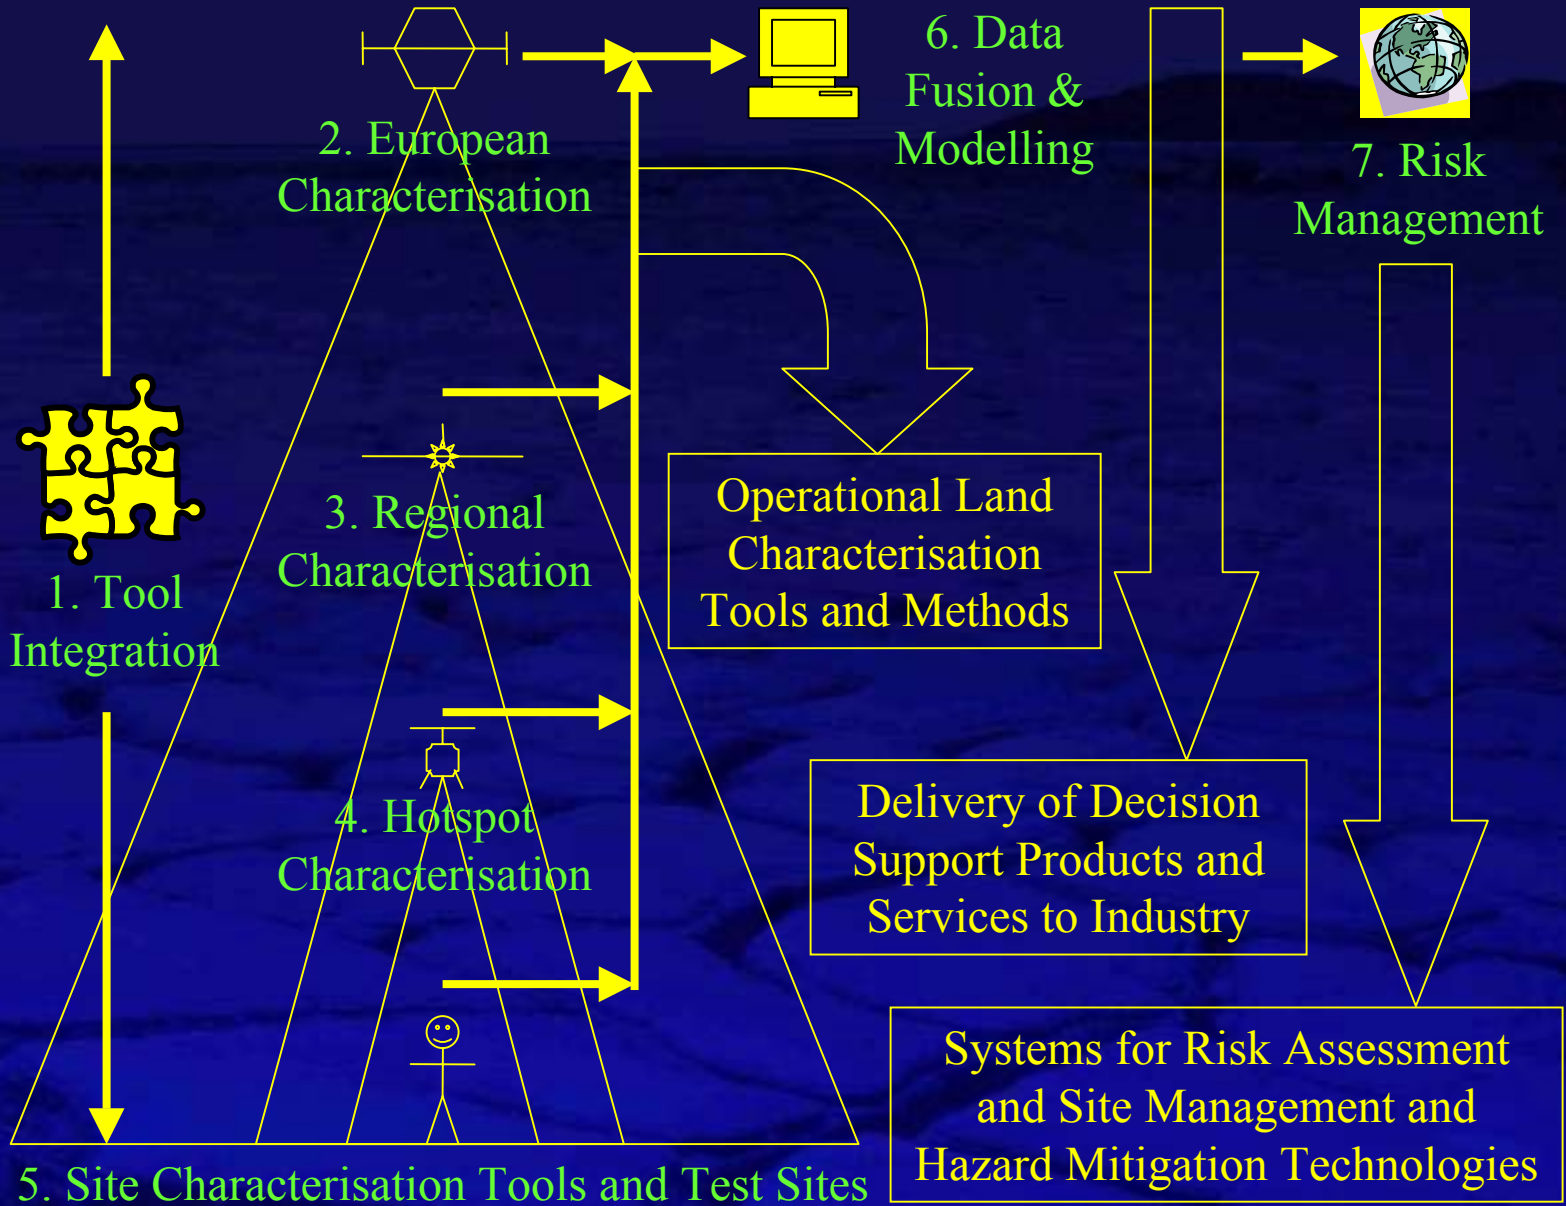 1. Tool
Integration
2. European
Characterisation
3. Regional
Characterisation
4. Hotspot
Characterisation
5. Site Characterisation Tools and Test Sites
6. Data
Fusion &
Modelling
7. Risk
Management
Operational Land
Characterisation
Tools and Methods
Delivery of Decision
Support Products and
Services to Industry
Systems for Risk Assessment
and Site Management and
Hazard Mitigation Technologies